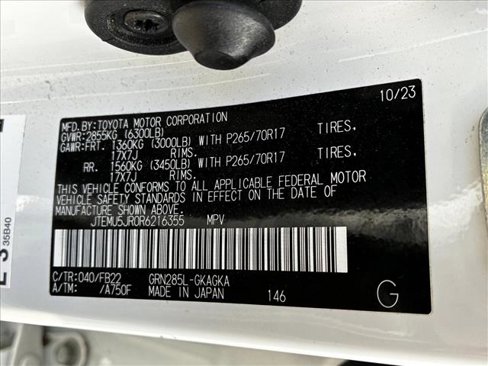 10/23
MFD.BY:TOYOTA MOTOR CORPORATION
GVWR:2855KG (6300LB)
GAWR:FRT. 1360KG (3000LB) WITH P265/70R17 TIRES,
17X7J RIMS.
RR. 1560KG (3450LB) WITH P265/70R17 TIRES,
17X7J RIMS.
THIS VEHICLE CONFORMS TO ALL APPLICABLE FEDERAL MOTOR
VEHICLE SAFETY STANDARDS IN EFFECT ON THE DATE OF
MANUFACTURE SHOWN ABOVE.
JTEMU5JR0R6216355 MPV
C/TR:040/FB22 GRN285L-GKAGKA
A/TM: /A750F MADE IN JAPAN 146
G
35B40